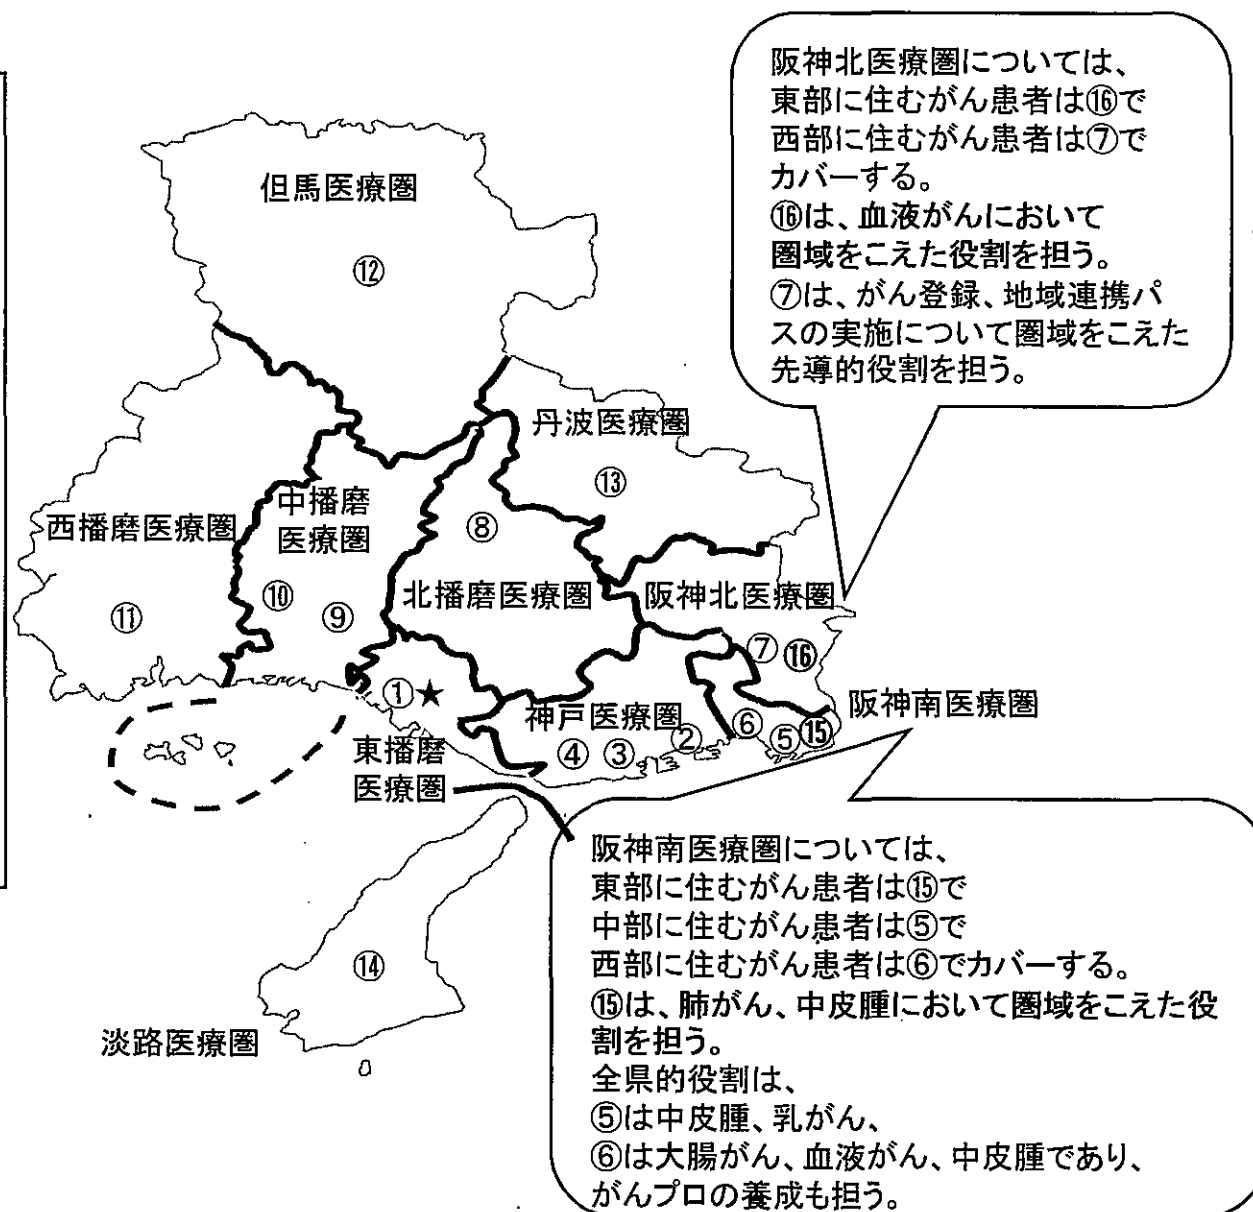 阪神北医療圏については、
東部に住むがん患者は⑯で
西部に住むがん患者は⑦で
カバーする。
⑯は、血液がんにおいて
圏域をこえた役割を担う。
⑦は、がん登録、地域連携パ
スの実施について圏域をこえた
先導的役割を担う。
但馬医療圏
⑫
丹波医療圏
⑬
中播磨
医療圏
西播磨医療圏
⑧
北播磨医療圏
阪神北医療圏
⑩
⑨
⑪
⑦
⑯
①★
神戸医療圏
阪神南医療圏
④
③
②
⑥
⑤
⑮
東播磨
医療圏
⑭
淡路医療圏
阪神南医療圏については、
東部に住むがん患者は⑮で
中部に住むがん患者は⑤で
西部に住むがん患者は⑥でカバーする。
⑮は、肺がん、中皮腫において圏域をこえた役
割を担う。
全県的役割は、
⑤は中皮腫、乳がん、
⑥は大腸がん、血液がん、中皮腫であり、
がんプロの養成も担う。